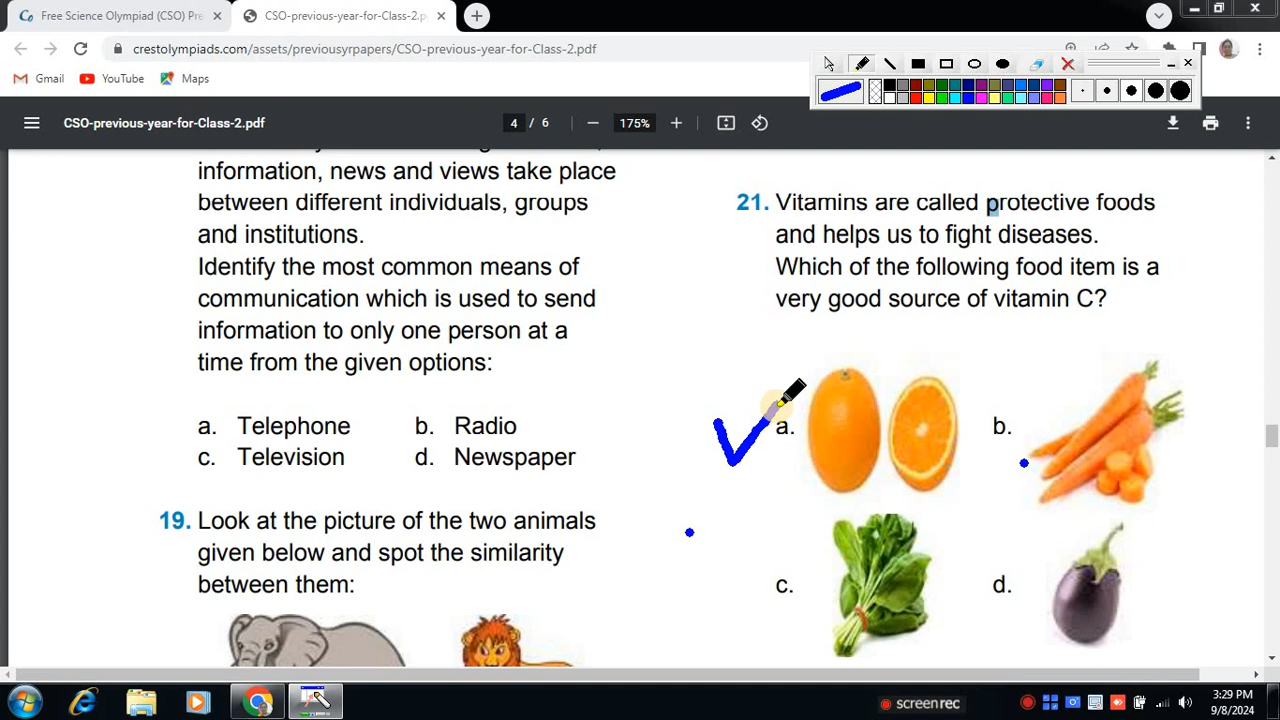 Free Science Olympiad (CSO) Pre
CSO-previous-year-for-Class-2.p
crestolympiads.com/assets/previousyrpapers/CSO-previous-year-for-Class-2.pdf
Gmail
YouTube
Maps
CSO-previous-year-for-Class-2.pdf
4 / 6
175%
information, news and views take place
between different individuals, groups
and institutions.
Identify the most common means of
communication which is used to send
information to only one person at a
time from the given options:
a. Telephone b. Radio
c. Television d. Newspaper
19. Look at the picture of the two animals
given below and spot the similarity
between them:
21. Vitamins are called protective foods
and helps us to fight diseases.
Which of the following food item is a
very good source of vitamin C?
a. b.
c. d.
screenrec
3:29 PM
9/8/2024